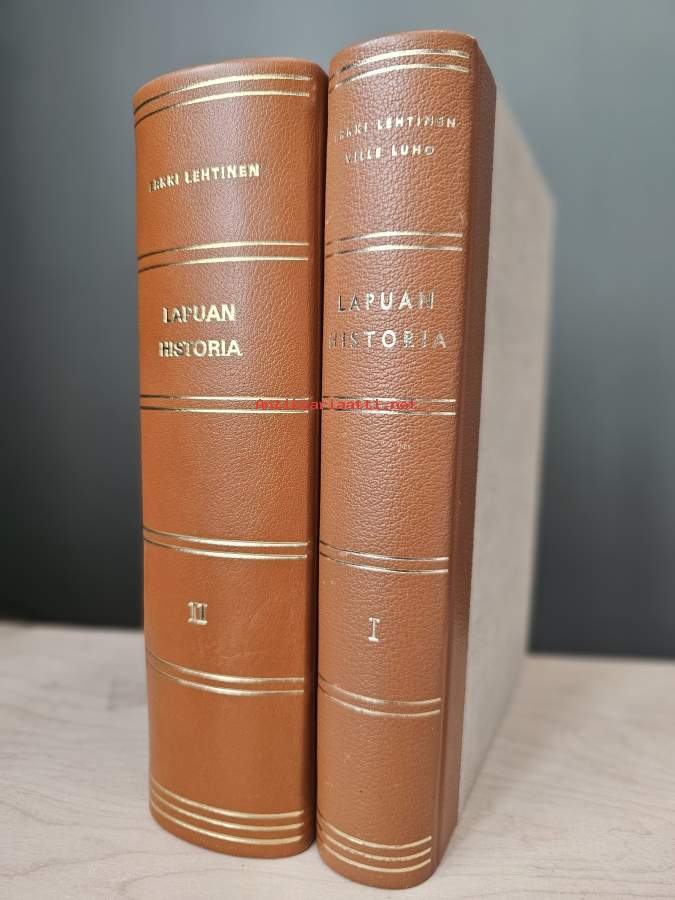 ERKKI LEHTINEN
LAPUAN
HISTORIA
II
ERKKI LEHTINEN
VILLE LUHO
LAPUAN
HISTORIA
I
Antikvariaatti.net